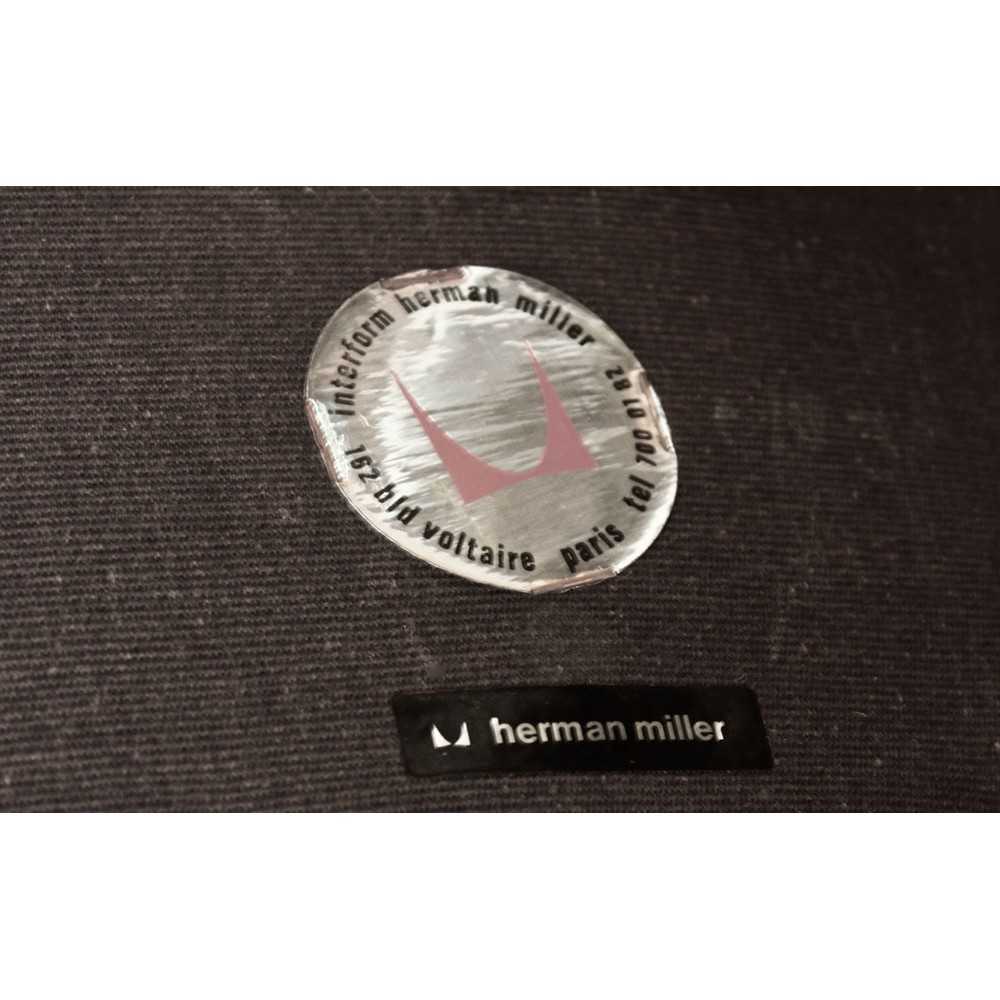 interform herman miller
162 bld voltaire paris tel 700 01 82
herman miller